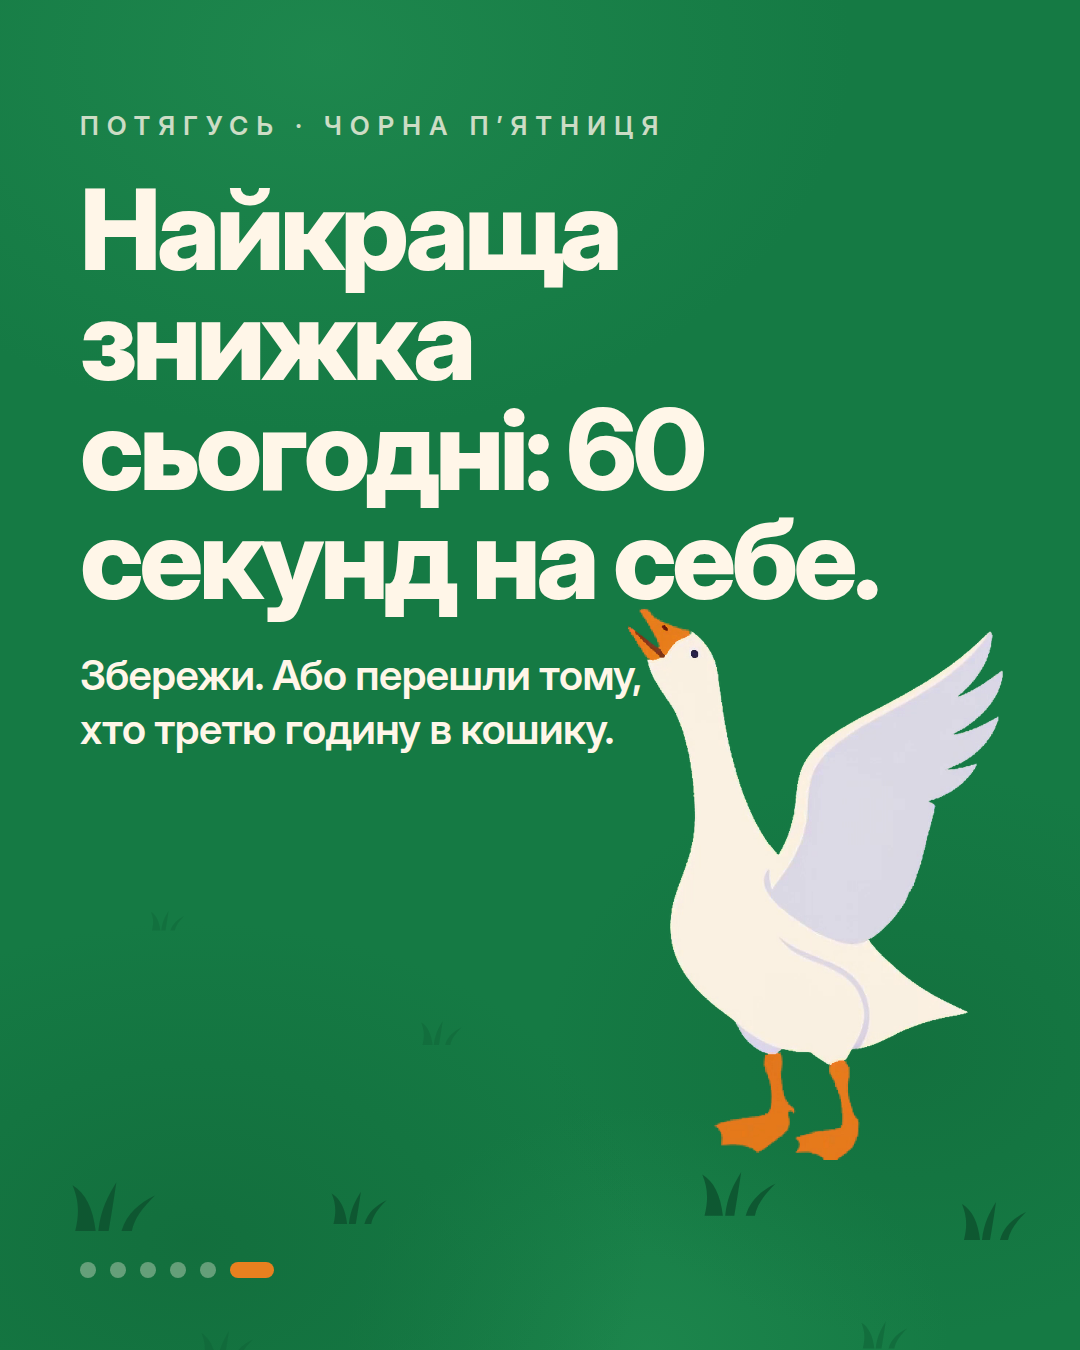 ПОТЯГУСЬ · ЧОРНА П’ЯТНИЦЯ
Найкраща
знижка
сьогодні: 60
секунд на себе.
Збережи. Або перешли тому,
хто третю годину в кошику.